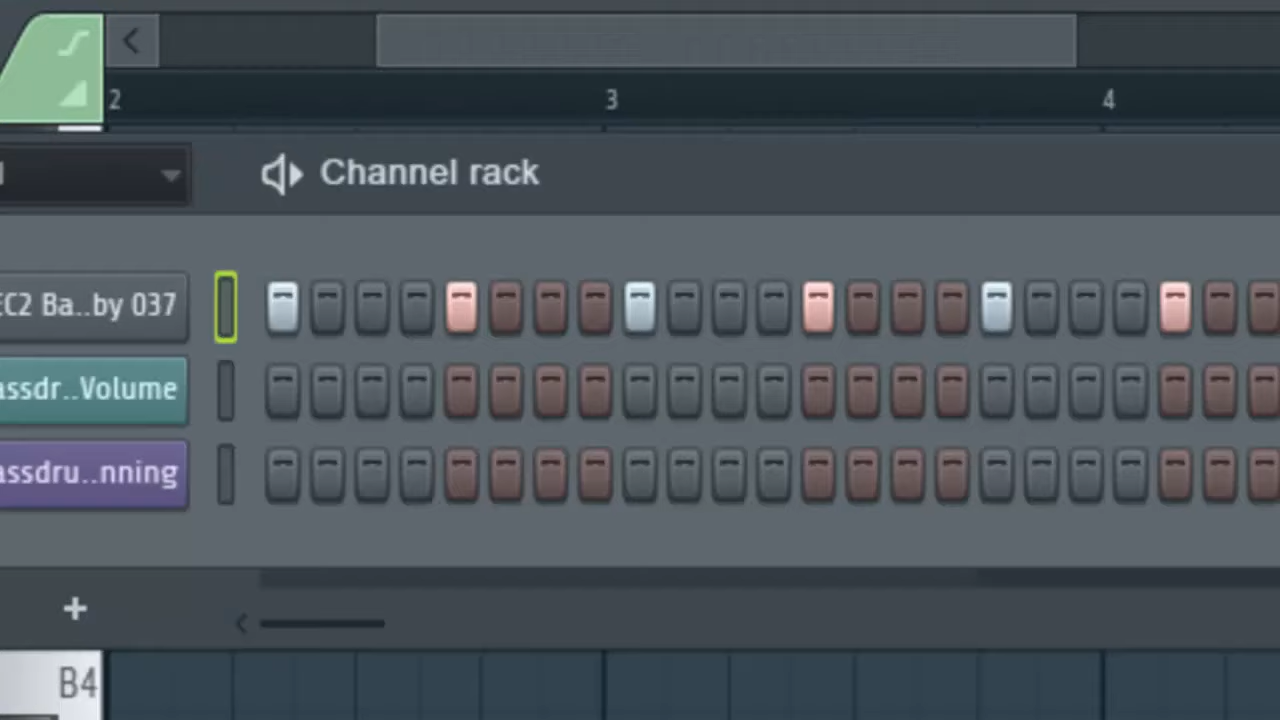 2 3 4
Channel rack
EC2 Ba..by 037
assdr..Volume
assdru..nning
+
B4